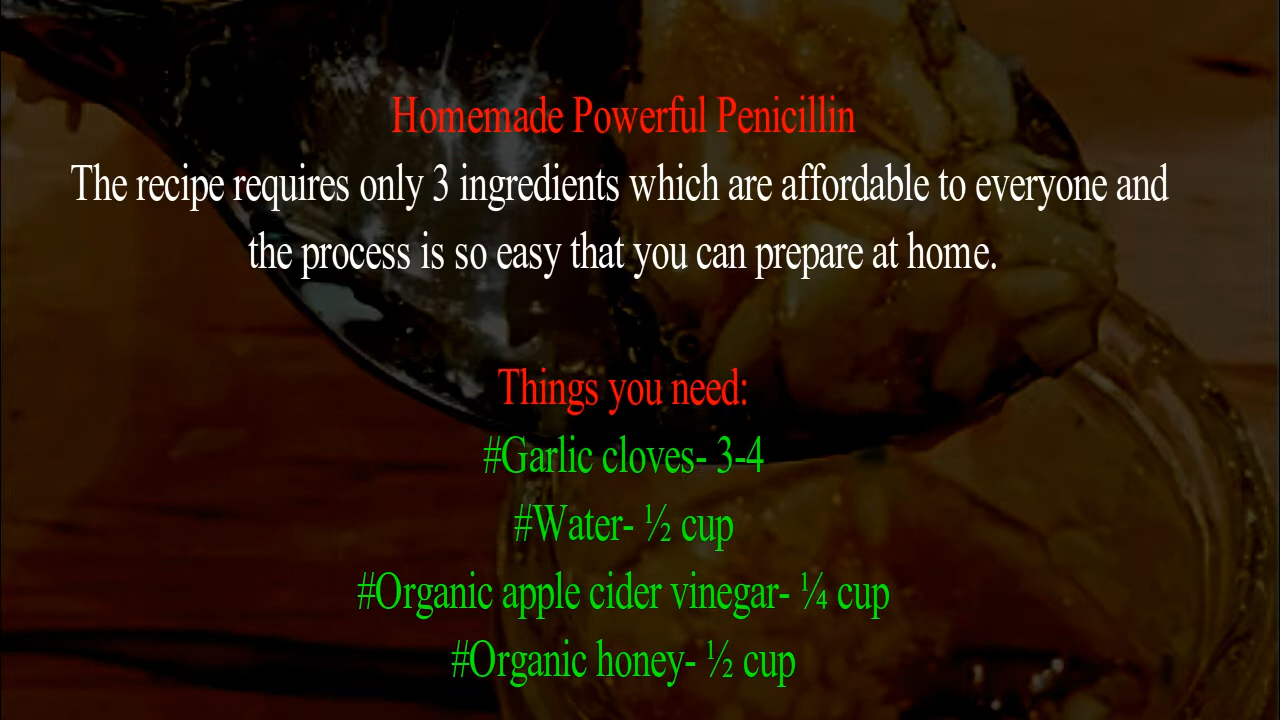 Homemade Powerful Penicillin
The recipe requires only 3 ingredients which are affordable to everyone and
the process is so easy that you can prepare at home.
Things you need:
#Garlic cloves- 3-4
#Water- ½ cup
#Organic apple cider vinegar- ¼ cup
#Organic honey- ½ cup